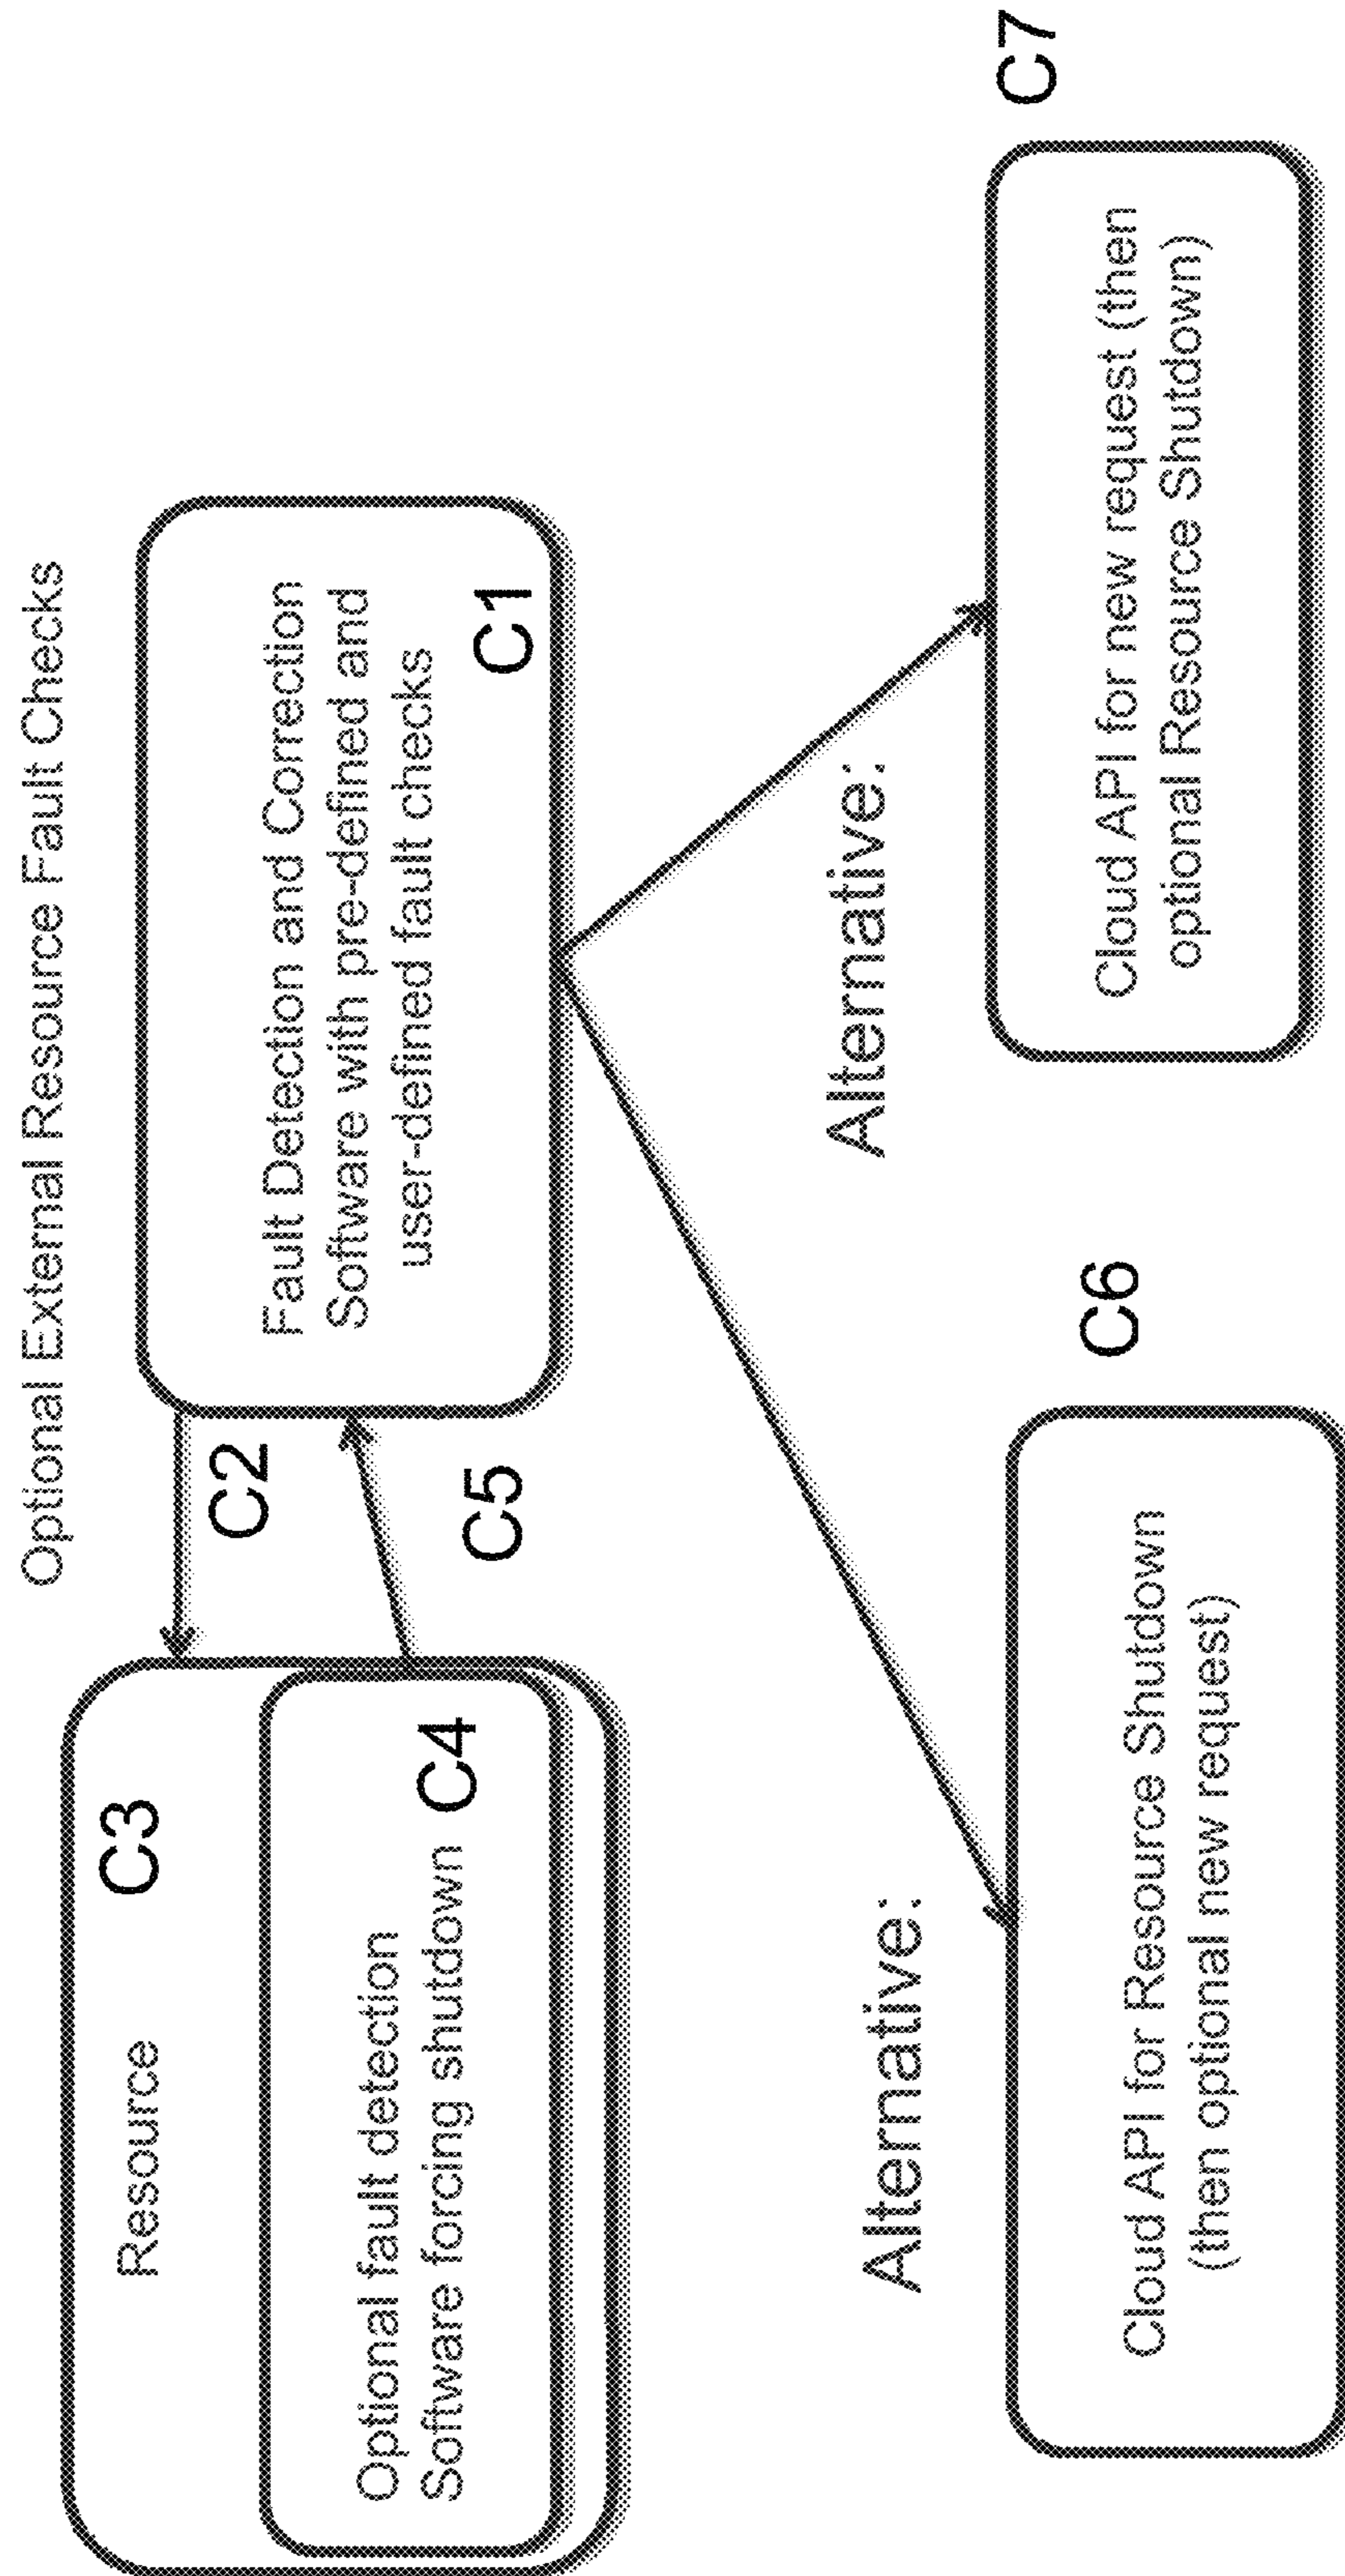 Optional External Resource Fault Checks
Resource
C3
Optional fault detection
Software forcing shutdown
C4
C2
C5
Fault Detection and Correction
Software with pre-defined and
user-defined fault checks
C1
Alternative:
Cloud API for Resource Shutdown
(then optional new request)
C6
Alternative:
Cloud API for new request (then
optional Resource Shutdown)
C7